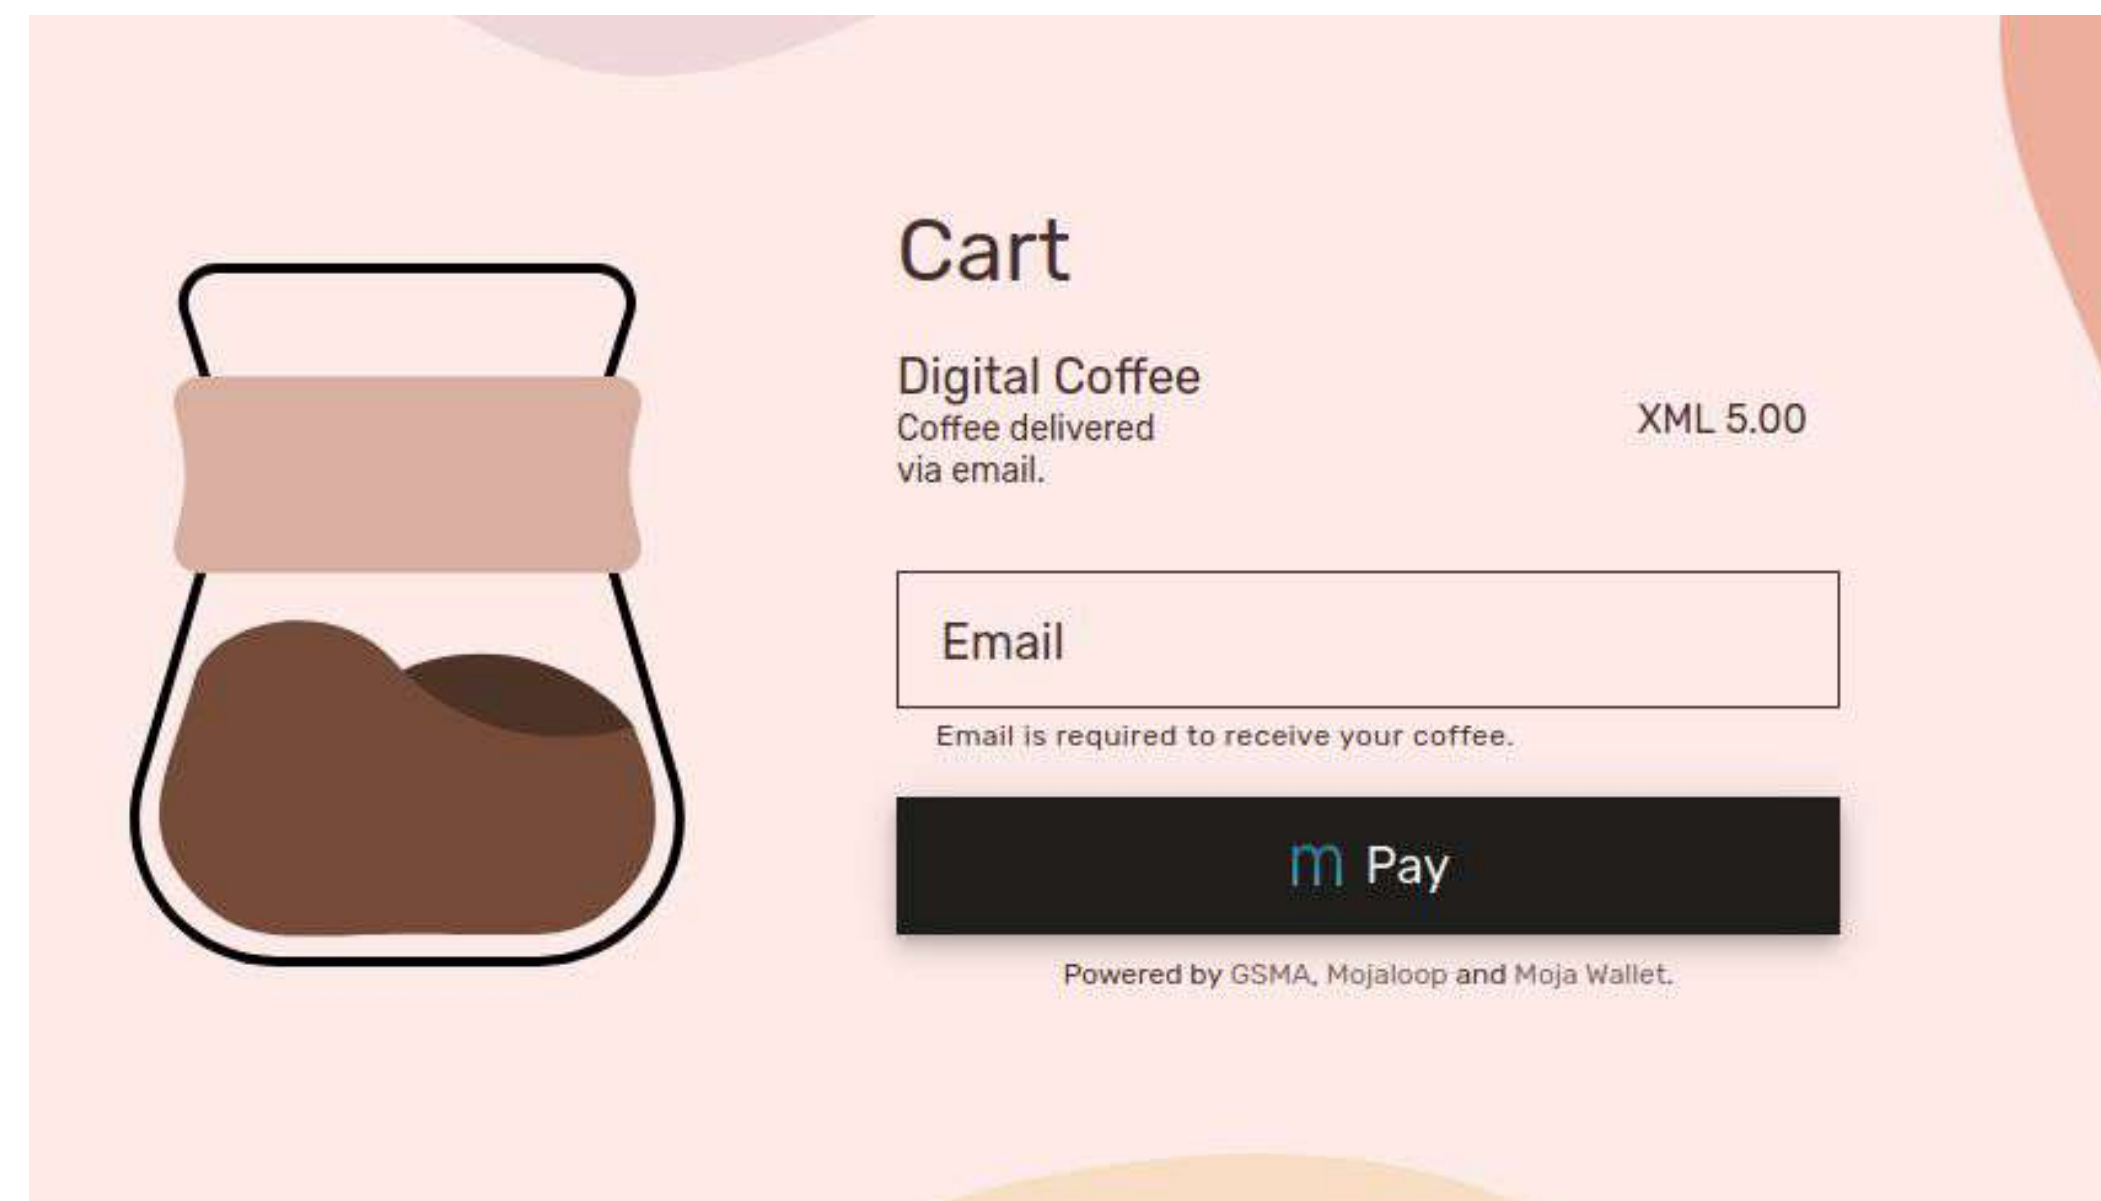 Cart
Digital Coffee
Coffee delivered
via email.
XML 5.00
Email
Email is required to receive your coffee.
m Pay
Powered by GSMA, Mojaloop and Moja Wallet.